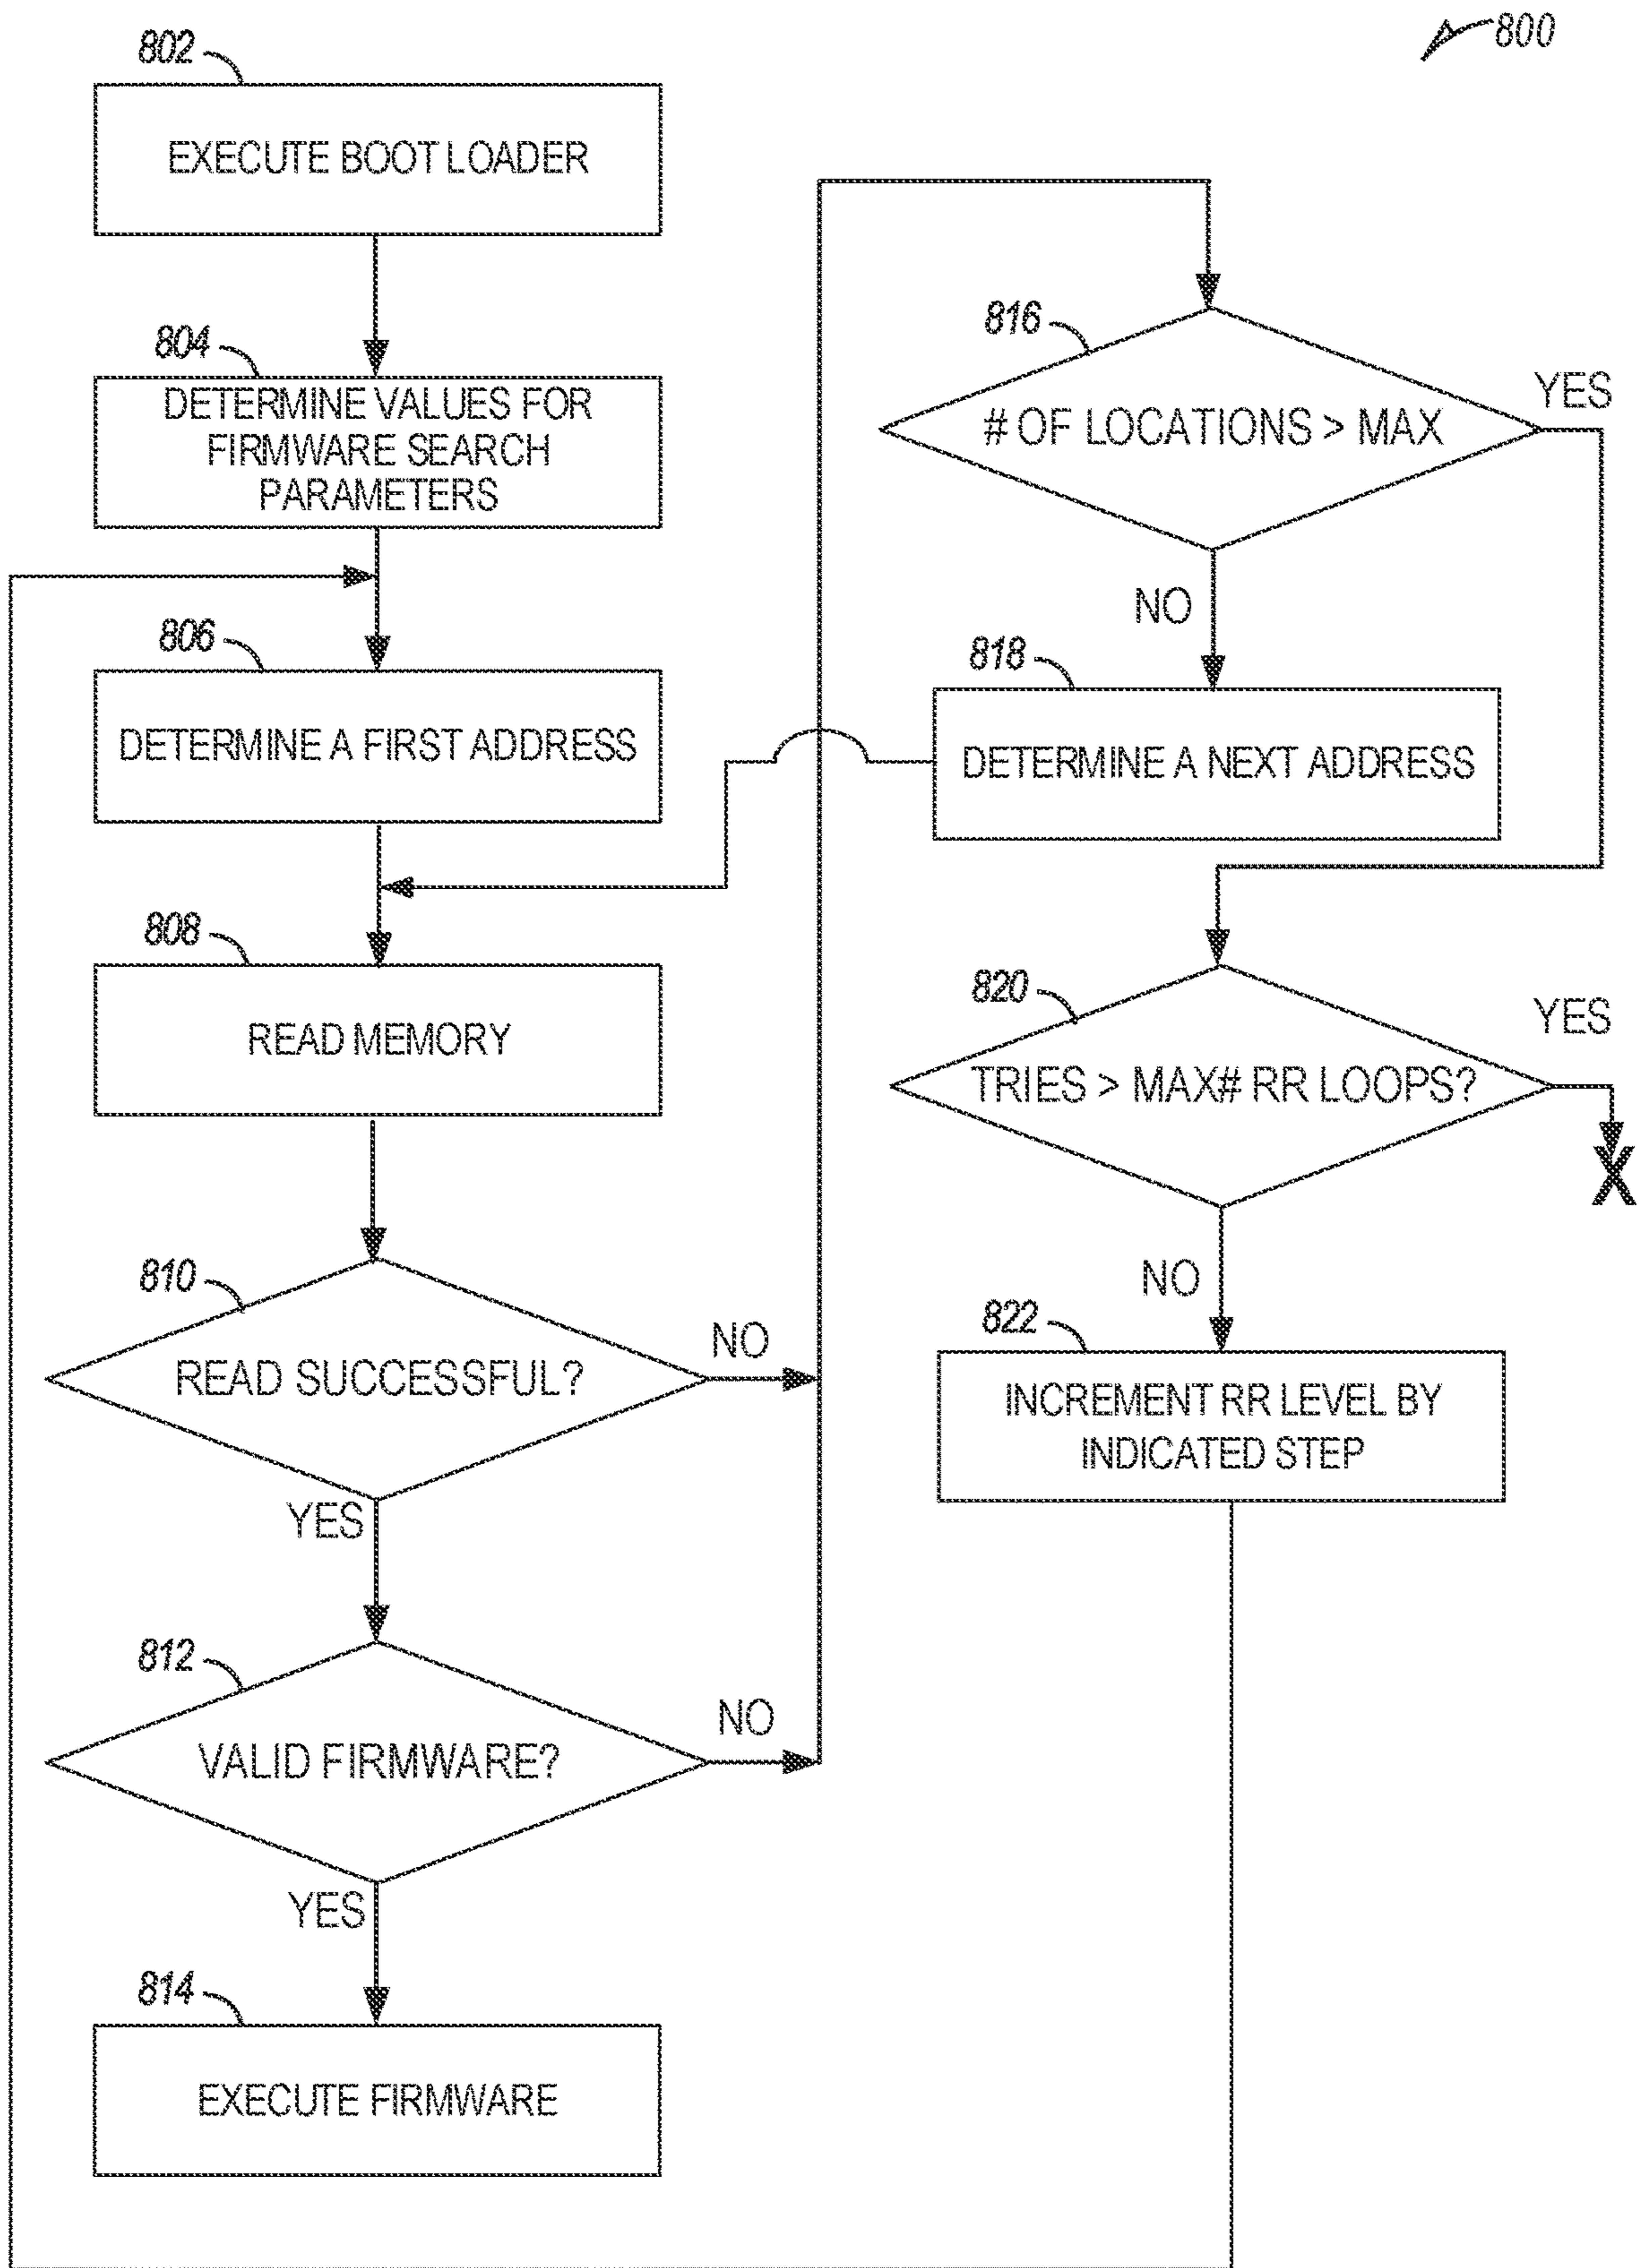 800
802
EXECUTE BOOT LOADER
804
DETERMINE VALUES FOR
FIRMWARE SEARCH
PARAMETERS
806
DETERMINE A FIRST ADDRESS
808
READ MEMORY
810
READ SUCCESSFUL?
NO
YES
812
VALID FIRMWARE?
NO
YES
814
EXECUTE FIRMWARE
816
# OF LOCATIONS > MAX
YES
NO
818
DETERMINE A NEXT ADDRESS
820
TRIES > MAX# RR LOOPS?
YES
X
NO
822
INCREMENT RR LEVEL BY
INDICATED STEP